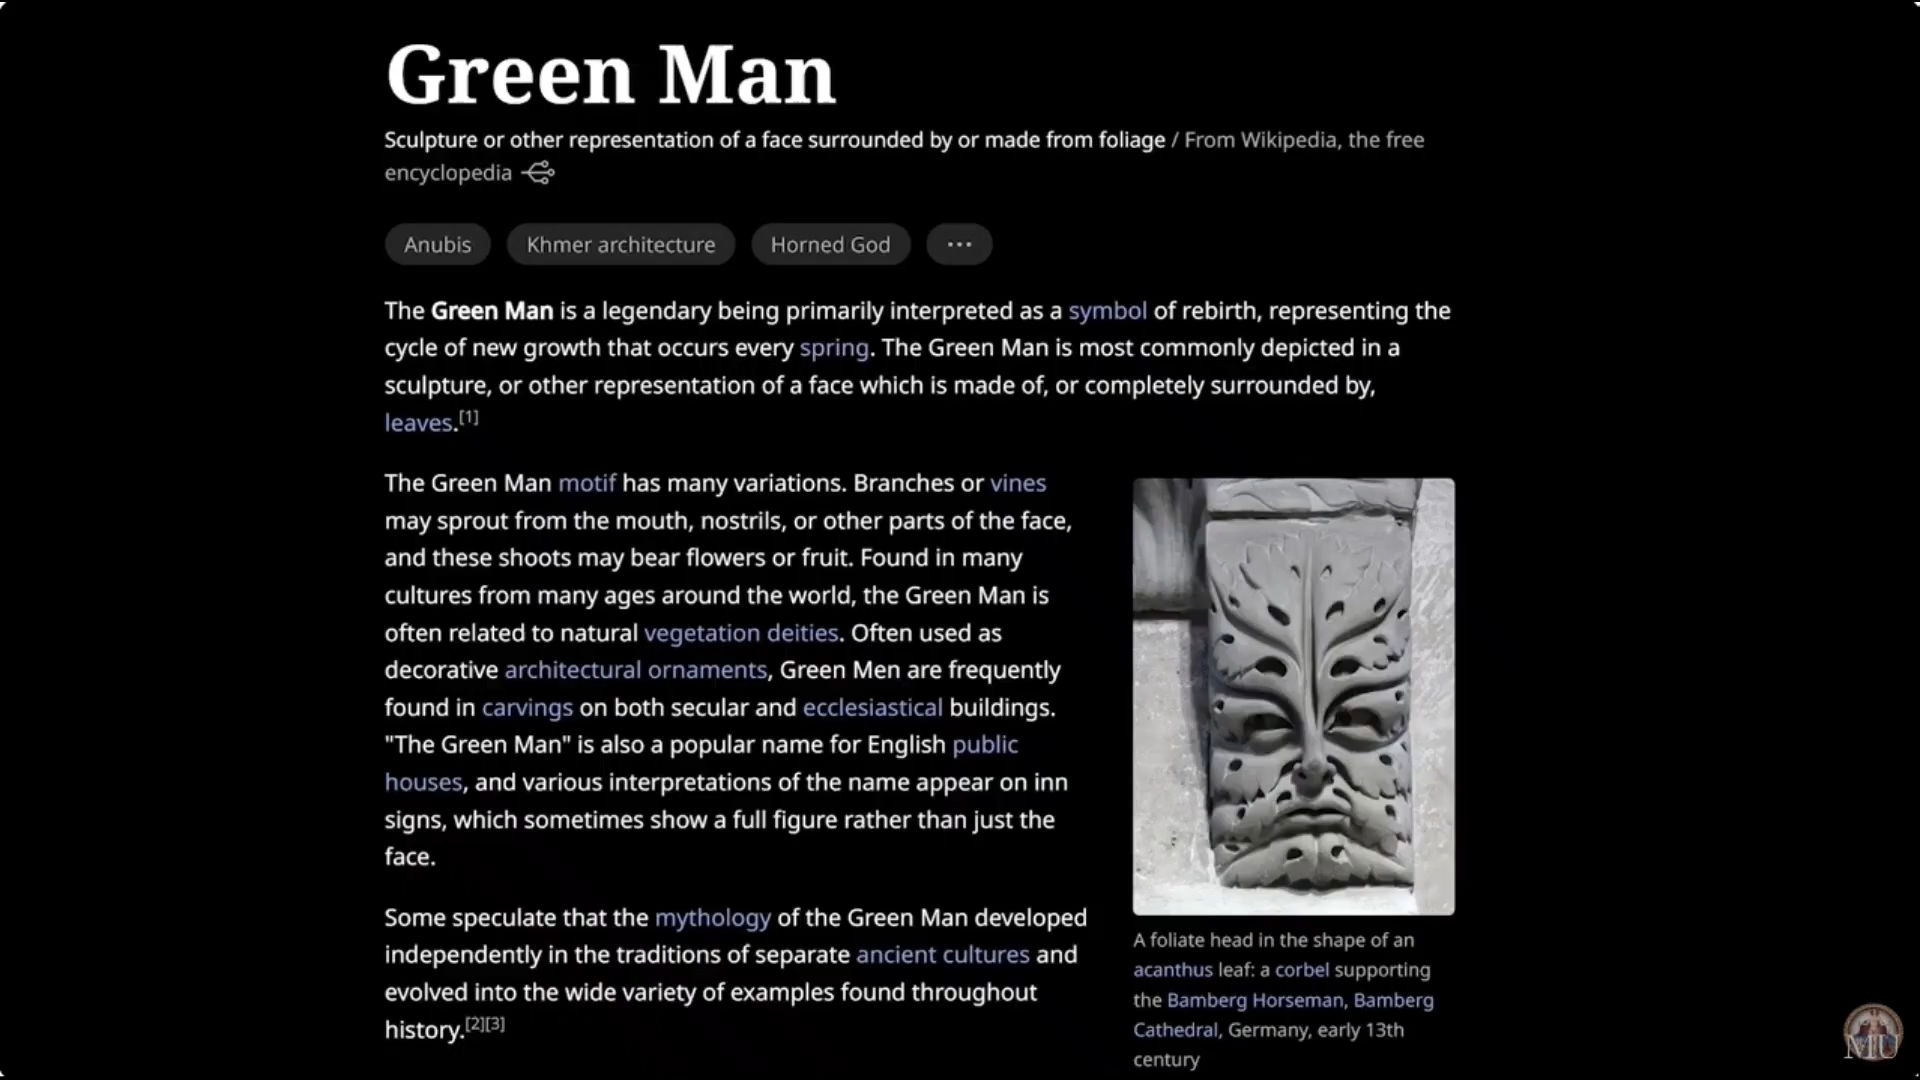 Green Man
Sculpture or other representation of a face surrounded by or made from foliage / From Wikipedia, the free
encyclopedia
Anubis
Khmer architecture
Horned God
...
The Green Man is a legendary being primarily interpreted as a symbol of rebirth, representing the
cycle of new growth that occurs every spring. The Green Man is most commonly depicted in a
sculpture, or other representation of a face which is made of, or completely surrounded by,
leaves.[1]
The Green Man motif has many variations. Branches or vines
may sprout from the mouth, nostrils, or other parts of the face,
and these shoots may bear flowers or fruit. Found in many
cultures from many ages around the world, the Green Man is
often related to natural vegetation deities. Often used as
decorative architectural ornaments, Green Men are frequently
found in carvings on both secular and ecclesiastical buildings.
"The Green Man" is also a popular name for English public
houses, and various interpretations of the name appear on inn
signs, which sometimes show a full figure rather than just the
face.
Some speculate that the mythology of the Green Man developed
independently in the traditions of separate ancient cultures and
evolved into the wide variety of examples found throughout
history.[2][3]
A foliate head in the shape of an
acanthus leaf: a corbel supporting
the Bamberg Horseman, Bamberg
Cathedral, Germany, early 13th
century
MU